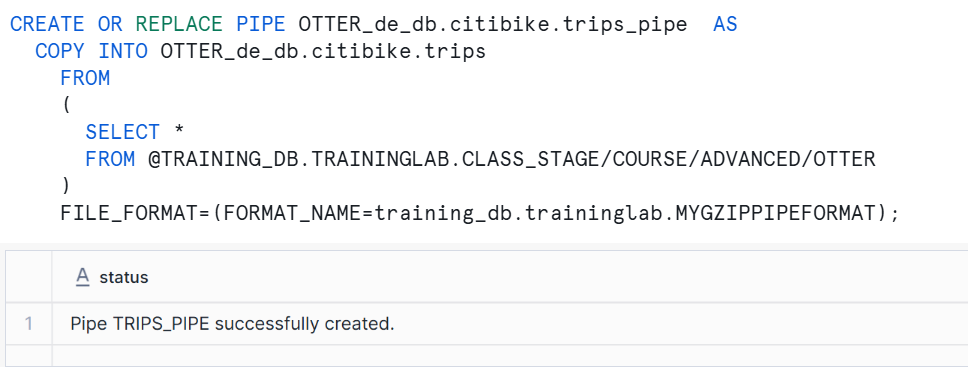 CREATE OR REPLACE PIPE OTTER_de_db.citibike.trips_pipe AS
COPY INTO OTTER_de_db.citibike.trips
FROM
(
SELECT *
FROM @TRAINING_DB.TRAININGLAB.CLASS_STAGE/COURSE/ADVANCED/OTTER
)
FILE_FORMAT=(FORMAT_NAME=training_db.traininglab.MYGZIPPIPEFORMAT);
A status
1 Pipe TRIPS_PIPE successfully created.